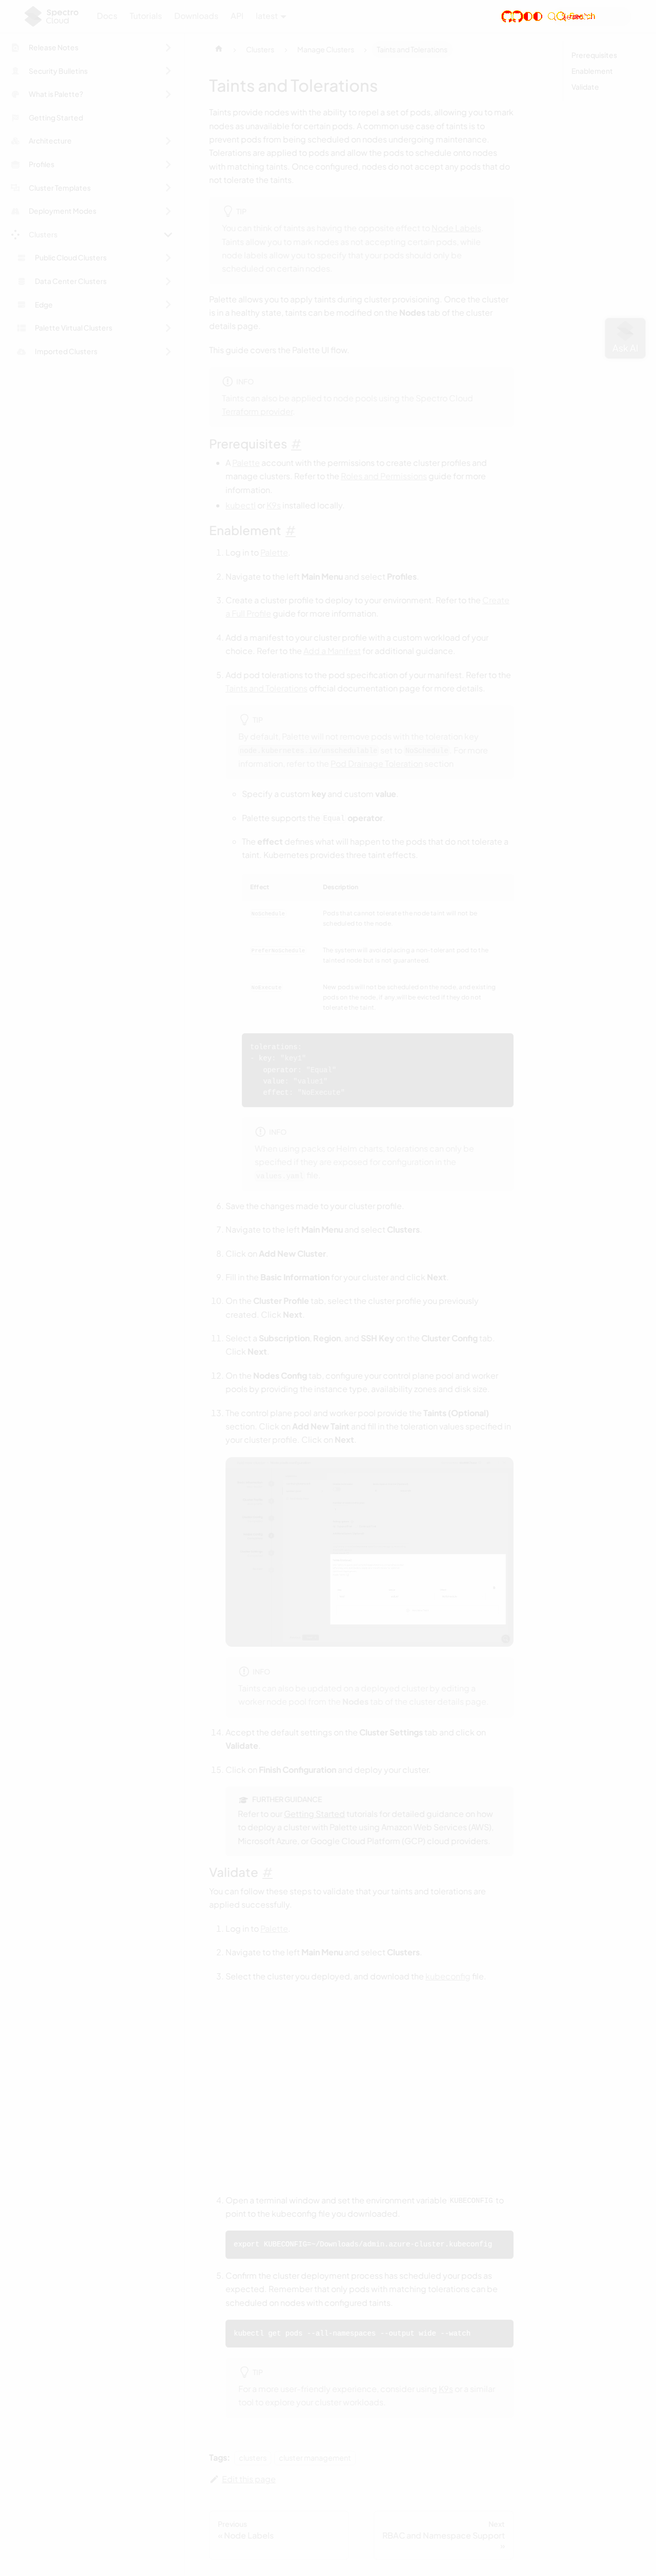 Spectro
Cloud
Docs
Tutorials
Downloads
API
latest
Search
Release Notes
Security Bulletins
What is Palette?
Getting Started
Architecture
Profiles
Cluster Templates
Deployment Modes
Clusters
Public Cloud Clusters
Data Center Clusters
Edge
Palette Virtual Clusters
Imported Clusters
Clusters
Manage Clusters
Taints and Tolerations
Prerequisites
Enablement
Validate
Ask AI
Taints and Tolerations
Taints provide nodes with the ability to repel a set of pods, allowing you to mark
nodes as unavailable for certain pods. A common use case of taints is to
prevent pods from being scheduled on nodes undergoing maintenance.
Tolerations are applied to pods and allow the pods to schedule onto nodes
with matching taints. Once configured, nodes do not accept any pods that do
not tolerate the taints.
TIP
You can think of taints as having the opposite effect to Node Labels.
Taints allow you to mark nodes as not accepting certain pods, while
node labels allow you to specify that your pods should only be
scheduled to certain nodes.
Palette allows you to apply taints during cluster provisioning. Once the cluster
is in a healthy state, taints can be modified on the Nodes tab of the cluster
details page.
This guide covers the Palette UI flow.
INFO
Taints can also be applied to node pools using the Spectro Cloud
Terraform provider.
Prerequisites #
A Palette account with the permissions to create cluster profiles and
manage clusters. Refer to the Roles and Permissions guide for more
information.
kubectl or K9s installed locally.
Enablement #
1. Log in to Palette.
2. Navigate to the left Main Menu and select Profiles.
3. Create a cluster profile to deploy to your environment. Refer to the Create
a Full Profile guide for more information.
4. Add a manifest to your cluster profile with a custom workload of your
choice. Refer to the Add a Manifest for additional guidance.
5. Add pod tolerations to the pod specification of your manifest. Refer to the
Taints and Tolerations official documentation page for more details.
TIP
By default, Palette will not remove pods with the toleration key
node.kubernetes.io/unschedulable set to NoSchedule. For more
information, refer to the Pod Drainage Toleration section.
Specify a custom key and custom value.
Palette supports the Equal operator.
The effect defines what will happen to the pods that do not tolerate a
taint. Kubernetes provides three taint effects.
Effect
Description
NoSchedule
Pods that cannot tolerate the node taint will not be
scheduled to the node.
PreferNoSchedule
The system will avoid placing a non-tolerant pod to the
tainted node but is not guaranteed.
NoExecute
New pods will not be scheduled on the node, and existing
pods on the node, if any, will be evicted if they do not
tolerate the taint.
tolerations:
- key: "key1"
operator: "Equal"
value: "value1"
effect: "NoExecute"
INFO
When using packs or Helm charts, tolerations can only be
specified if they are exposed for configuration in the
values.yaml file.
6. Save the changes made to your cluster profile.
7. Navigate to the left Main Menu and select Clusters.
8. Click on Add New Cluster.
9. Fill in the Basic Information for your cluster and click Next.
10. On the Cluster Profile tab, select the cluster profile you previously
created. Click Next.
11. Select a Subscription, Region, and SSH Key on the Cluster Config tab.
Click Next.
12. On the Nodes Config tab, configure your control plane pool and worker
pools by providing the instance type, availability zones and disk size.
13. The control plane pool and worker pool provide the Taints (Optional)
section. Click on Add New Taint and fill in the toleration values specified in
your cluster profile. Click on Next.
INFO
Taints can also be updated on a deployed cluster by editing a
worker node pool from the Nodes tab of the cluster details page.
14. Accept the default settings on the Cluster Settings tab and click on
Validate.
15. Click on Finish Configuration and deploy your cluster.
FURTHER GUIDANCE
Refer to our Getting Started tutorials for detailed guidance on how
to deploy a cluster with Palette using Amazon Web Services (AWS),
Microsoft Azure, or Google Cloud Platform (GCP) cloud providers.
Validate #
You can follow these steps to validate that your taints and tolerations are
applied successfully.
1. Log in to Palette.
2. Navigate to the left Main Menu and select Clusters.
3. Select the cluster you deployed, and download the kubeconfig file.
4. Open a terminal window and set the environment variable KUBECONFIG to
point to the kubeconfig file you downloaded.
export KUBECONFIG=~/Downloads/admin.azure-cluster.kubeconfig
5. Confirm the cluster deployment process has scheduled your pods as
expected. Remember that only pods with matching tolerations can be
scheduled on nodes with configured taints.
kubectl get pods --all-namespaces --output wide --watch
TIP
For a more user-friendly experience, consider using K9s or a similar
tool to explore your cluster workloads.
Tags:
clusters
cluster management
Edit this page
Previous
« Node Labels
Next
RBAC and Namespace Support
»